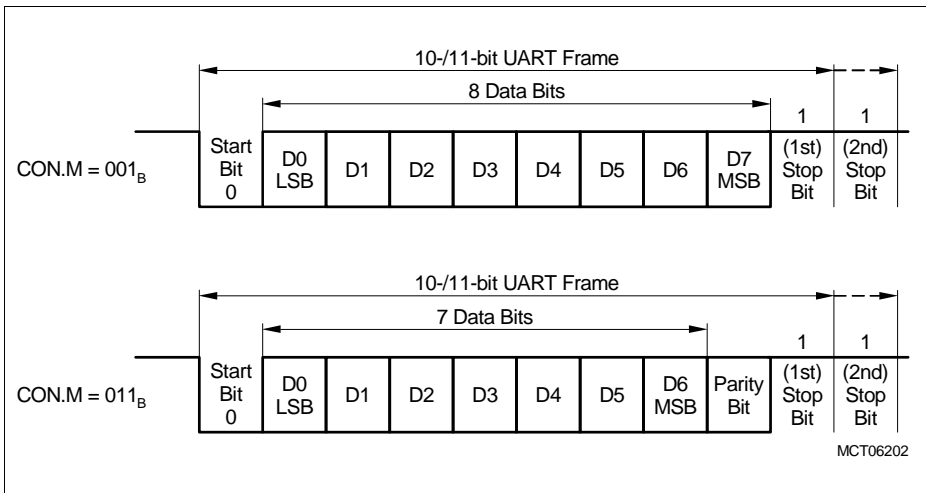 10-/11-bit UART Frame
8 Data Bits
1 1
CON.M = 001B
Start Bit 0
D0 LSB
D1
D2
D3
D4
D5
D6
D7 MSB
(1st) Stop Bit
(2nd) Stop Bit
10-/11-bit UART Frame
7 Data Bits
1 1
CON.M = 011B
Start Bit 0
D0 LSB
D1
D2
D3
D4
D5
D6 MSB
Parity Bit
(1st) Stop Bit
(2nd) Stop Bit
MCT06202